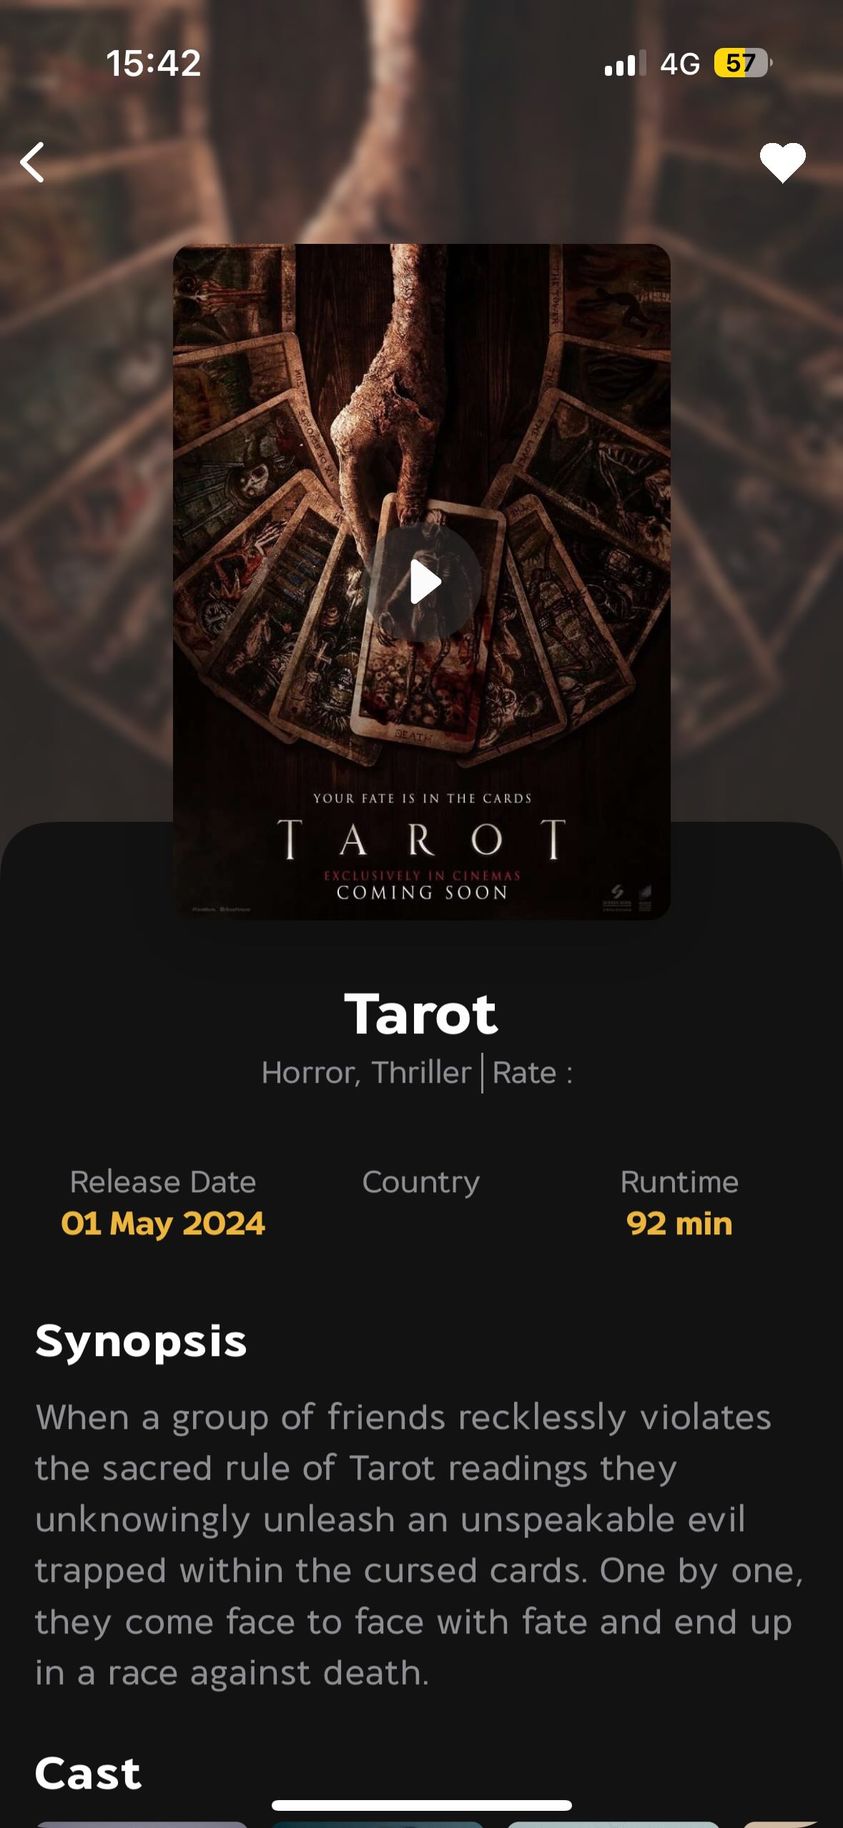 15:42
4G 57
DEATH
YOUR FATE IS IN THE CARDS
TAROT
EXCLUSIVELY IN CINEMAS
COMING SOON
Tarot
Horror, Thriller | Rate :
Release Date Country Runtime
01 May 2024 92 min
Synopsis
When a group of friends recklessly violates
the sacred rule of Tarot readings they
unknowingly unleash an unspeakable evil
trapped within the cursed cards. One by one,
they come face to face with fate and end up
in a race against death.
Cast